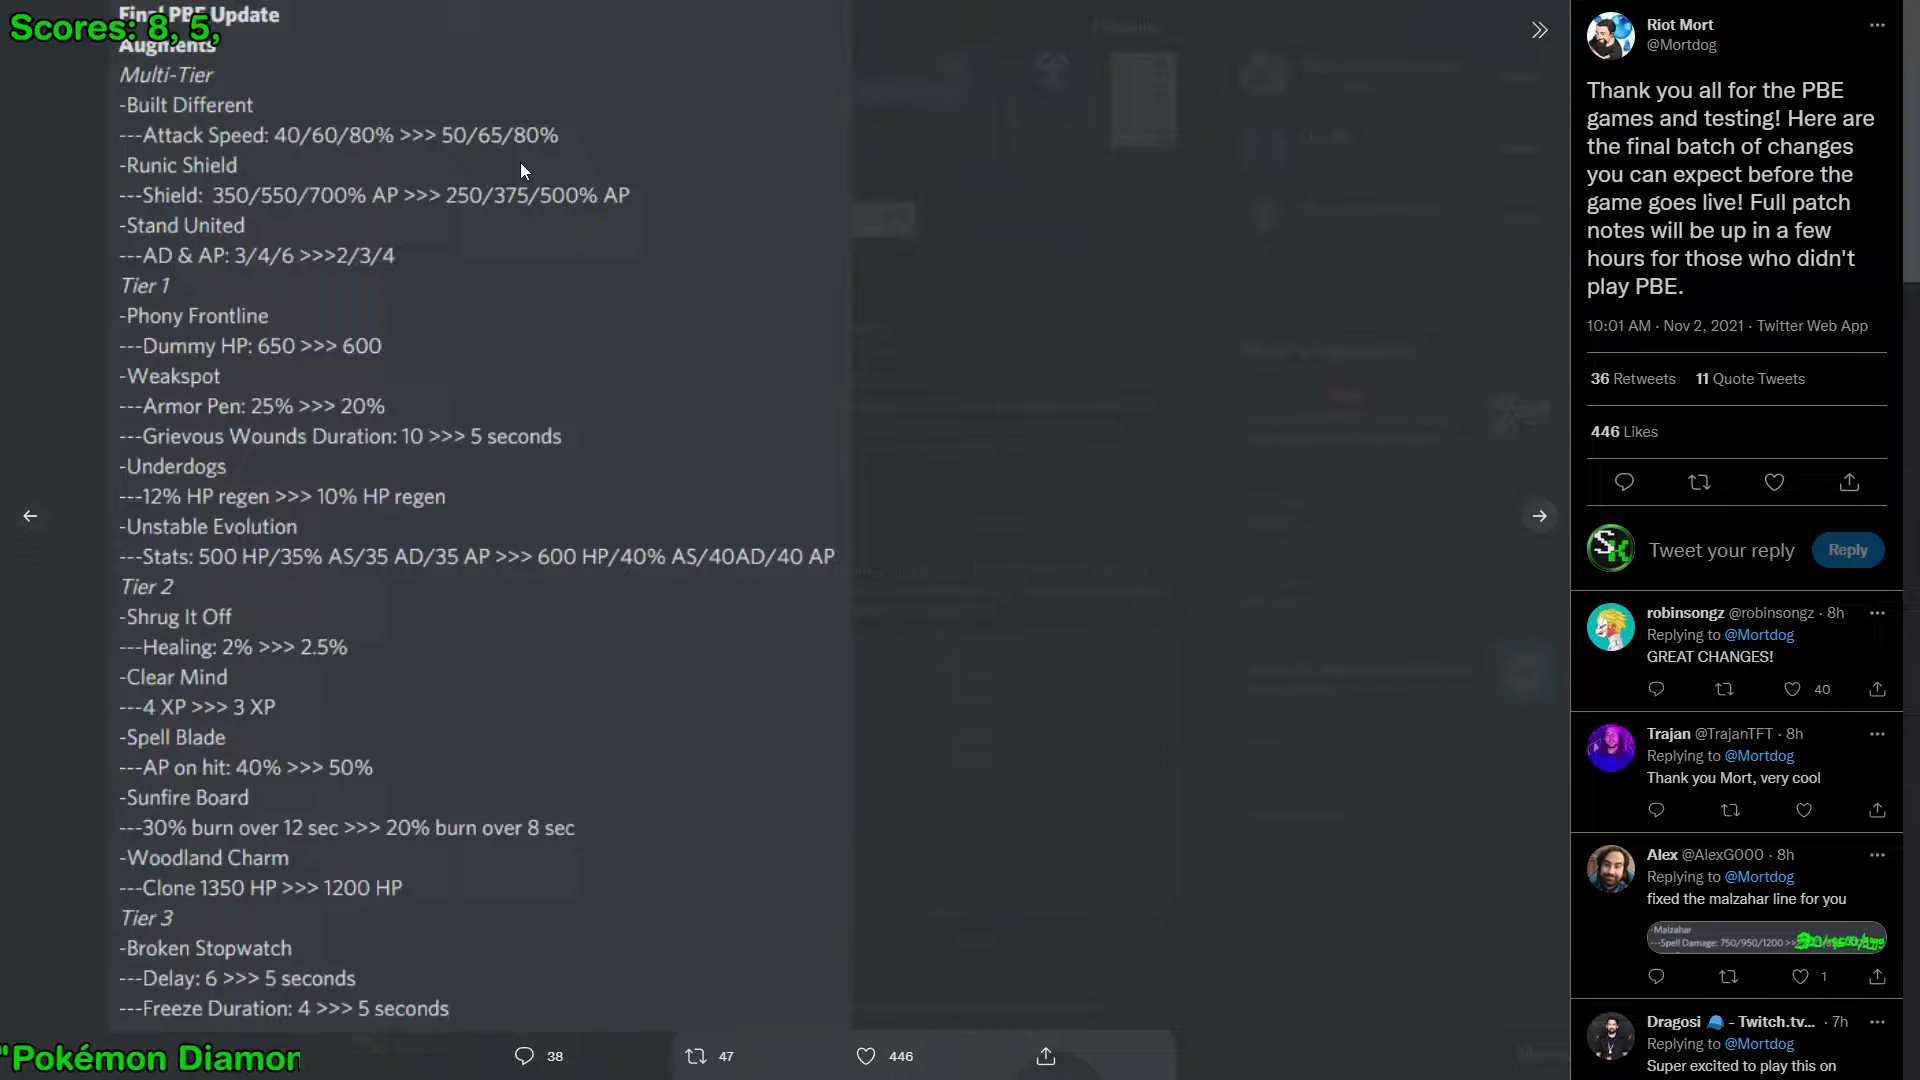 Final PBE Update
Scores: 8, 5,
Augments
Multi-Tier
-Built Different
---Attack Speed: 40/60/80% >>> 50/65/80%
-Runic Shield
---Shield: 350/550/700% AP >>> 250/375/500% AP
-Stand United
---AD & AP: 3/4/6 >>>2/3/4
Tier 1
-Phony Frontline
---Dummy HP: 650 >>> 600
-Weakspot
---Armor Pen: 25% >>> 20%
---Grievous Wounds Duration: 10 >>> 5 seconds
-Underdogs
---12% HP regen >>> 10% HP regen
-Unstable Evolution
---Stats: 500 HP/35% AS/35 AD/35 AP >>> 600 HP/40% AS/40AD/40 AP
Tier 2
-Shrug It Off
---Healing: 2% >>> 2.5%
-Clear Mind
---4 XP >>> 3 XP
-Spell Blade
---AP on hit: 40% >>> 50%
-Sunfire Board
---30% burn over 12 sec >>> 20% burn over 8 sec
-Woodland Charm
---Clone 1350 HP >>> 1200 HP
Tier 3
-Broken Stopwatch
---Delay: 6 >>> 5 seconds
---Freeze Duration: 4 >>> 5 seconds
"Pokémon Diamon
38 47 446
Riot Mort
@Mortdog
Thank you all for the PBE
games and testing! Here are
the final batch of changes
you can expect before the
game goes live! Full patch
notes will be up in a few
hours for those who didn't
play PBE.
10:01 AM · Nov 2, 2021 · Twitter Web App
36 Retweets 11 Quote Tweets
446 Likes
Tweet your reply Reply
robinsongz @robinsongz · 8h
Replying to @Mortdog
GREAT CHANGES!
40
Trajan @TrajanTFT · 8h
Replying to @Mortdog
Thank you Mort, very cool
Alex @AlexG000 · 8h
Replying to @Mortdog
fixed the malzahar line for you
-Malzahar
---Spell Damage: 750/950/1200 >>
1
Dragosi 🧢 - Twitch.tv... · 7h
Replying to @Mortdog
Super excited to play this on